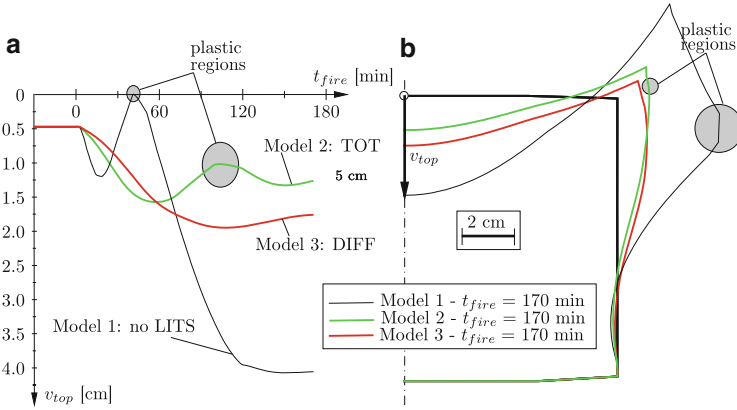 a
plastic
regions
t_fire [min]
0
0.5
1.0
1.5
2.0
2.5
3.0
3.5
4.0
0
60
120
180
Model 2: TOT
5 cm
Model 3: DIFF
Model 1: no LITS
v_top [cm]
b
plastic
regions
v_top
2 cm
Model 1 - t_fire = 170 min
Model 2 - t_fire = 170 min
Model 3 - t_fire = 170 min